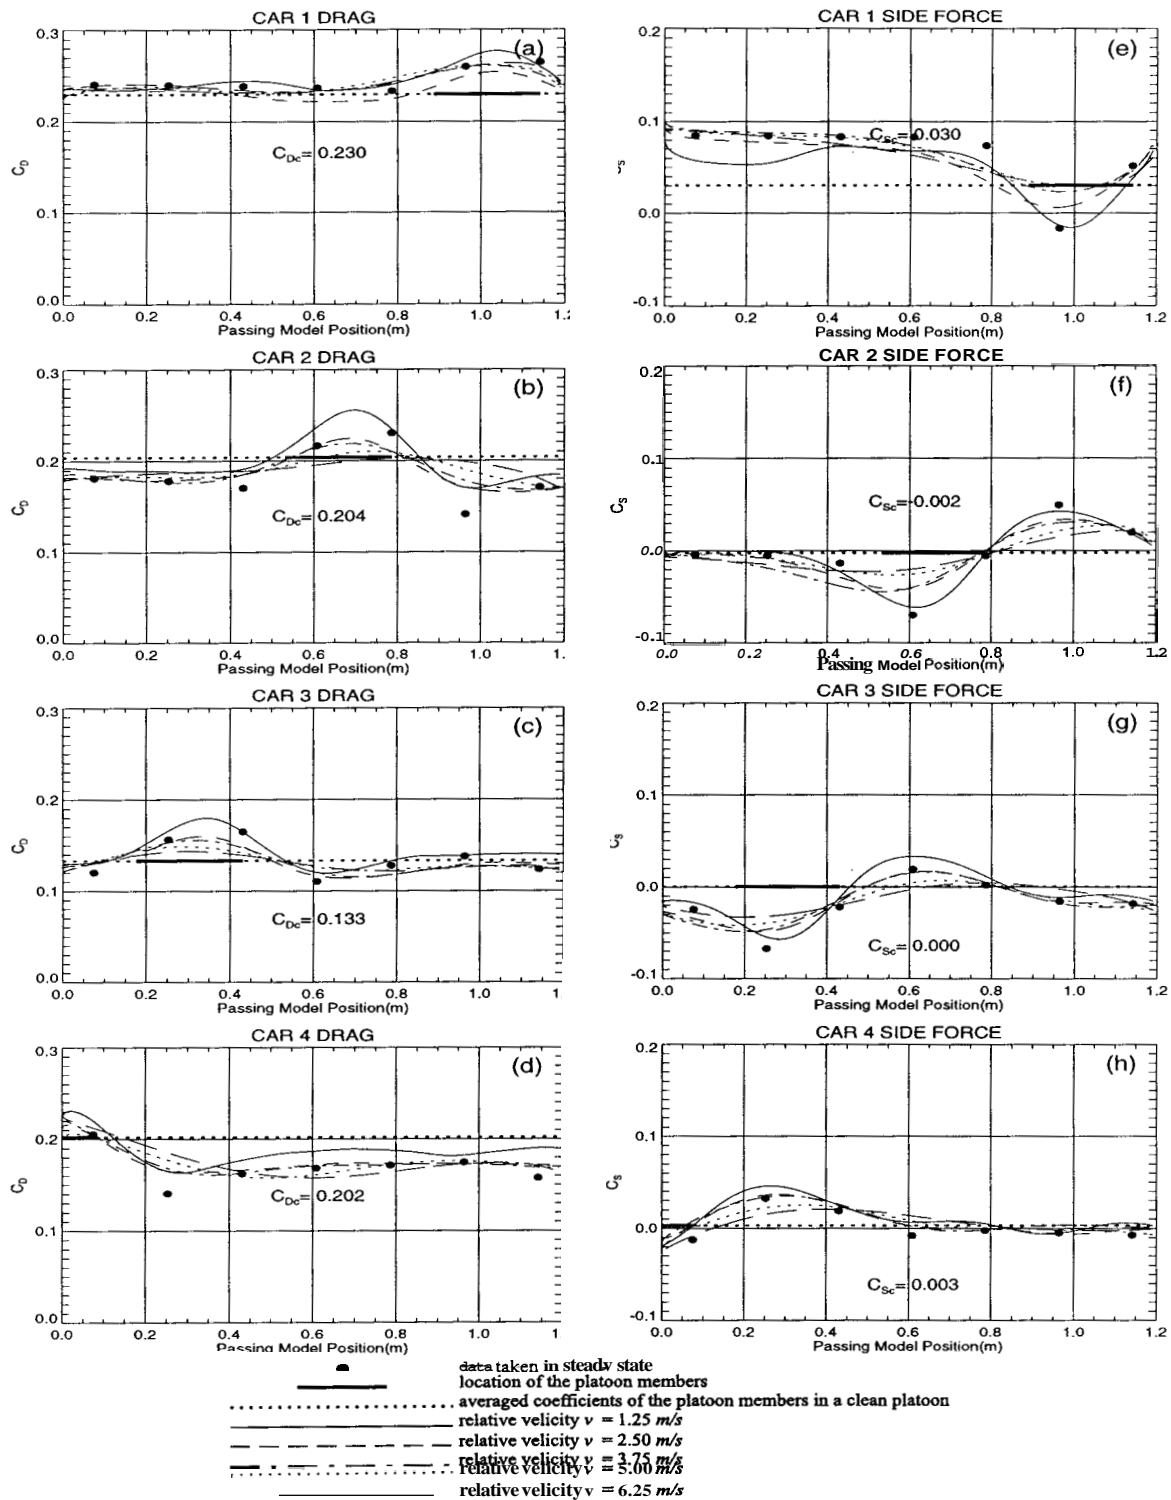 CAR 1 DRAG
(a)
0.3
0.2
0.1
0.0
C_D
C_Dc = 0.230
0.0 0.2 0.4 0.6 0.8 1.0 1.:
Passing Model Position(m)
CAR 1 SIDE FORCE
(e)
0.2
0.1
0.0
-0.1
C_Sc = 0.030
0.0 0.2 0.4 0.6 0.8 1.0 1.2
Passing Model Position(m)
CAR 2 DRAG
(b)
0.3
0.2
0.1
0.0
C_D
C_Dc = 0.204
0.0 0.2 0.4 0.6 0.8 1.0 1.
Passing Model Position(m)
CAR 2 SIDE FORCE
(f)
0.2
0.1
0.0
-0.1
C_S
C_Sc = -0.002
0.0 0.2 0.4 0.6 0.8 1.0 1.2
Passing Model Position(m)
CAR 3 DRAG
(c)
0.3
0.2
0.1
0.0
C_D
C_Dc = 0.133
0.0 0.2 0.4 0.6 0.8 1.0 1.
Passing Model Position(m)
CAR 3 SIDE FORCE
(g)
0.2
0.1
0.0
-0.1
C_S
C_Sc = 0.000
0.0 0.2 0.4 0.6 0.8 1.0 1.2
Passing Model Position(m)
CAR 4 DRAG
(d)
0.3
0.2
0.1
0.0
C_D
C_Dc = 0.202
0.0 0.2 0.4 0.6 0.8 1.0 1.
Passing Model Position(m)
CAR 4 SIDE FORCE
(h)
0.2
0.1
0.0
-0.1
C_S
C_Sc = 0.003
0.0 0.2 0.4 0.6 0.8 1.0 1.2
Passing Model Position(m)
data taken in steady state
location of the platoon members
averaged coefficients of the platoon members in a clean platoon
relative velicity v = 1.25 m/s
relative velicity v = 2.50 m/s
relative velicity v = 3.75 m/s
relative velicity v = 5.00 m/s
relative velicity v = 6.25 m/s